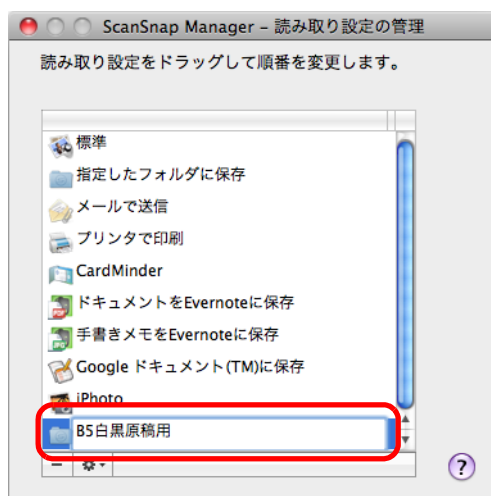 ScanSnap Manager – 読み取り設定の管理
読み取り設定をドラッグして順番を変更します。
標準
指定したフォルダに保存
メールで送信
プリンタで印刷
CardMinder
ドキュメントをEvernoteに保存
手書きメモをEvernoteに保存
Google ドキュメント(TM)に保存
iPhoto
B5白黒原稿用